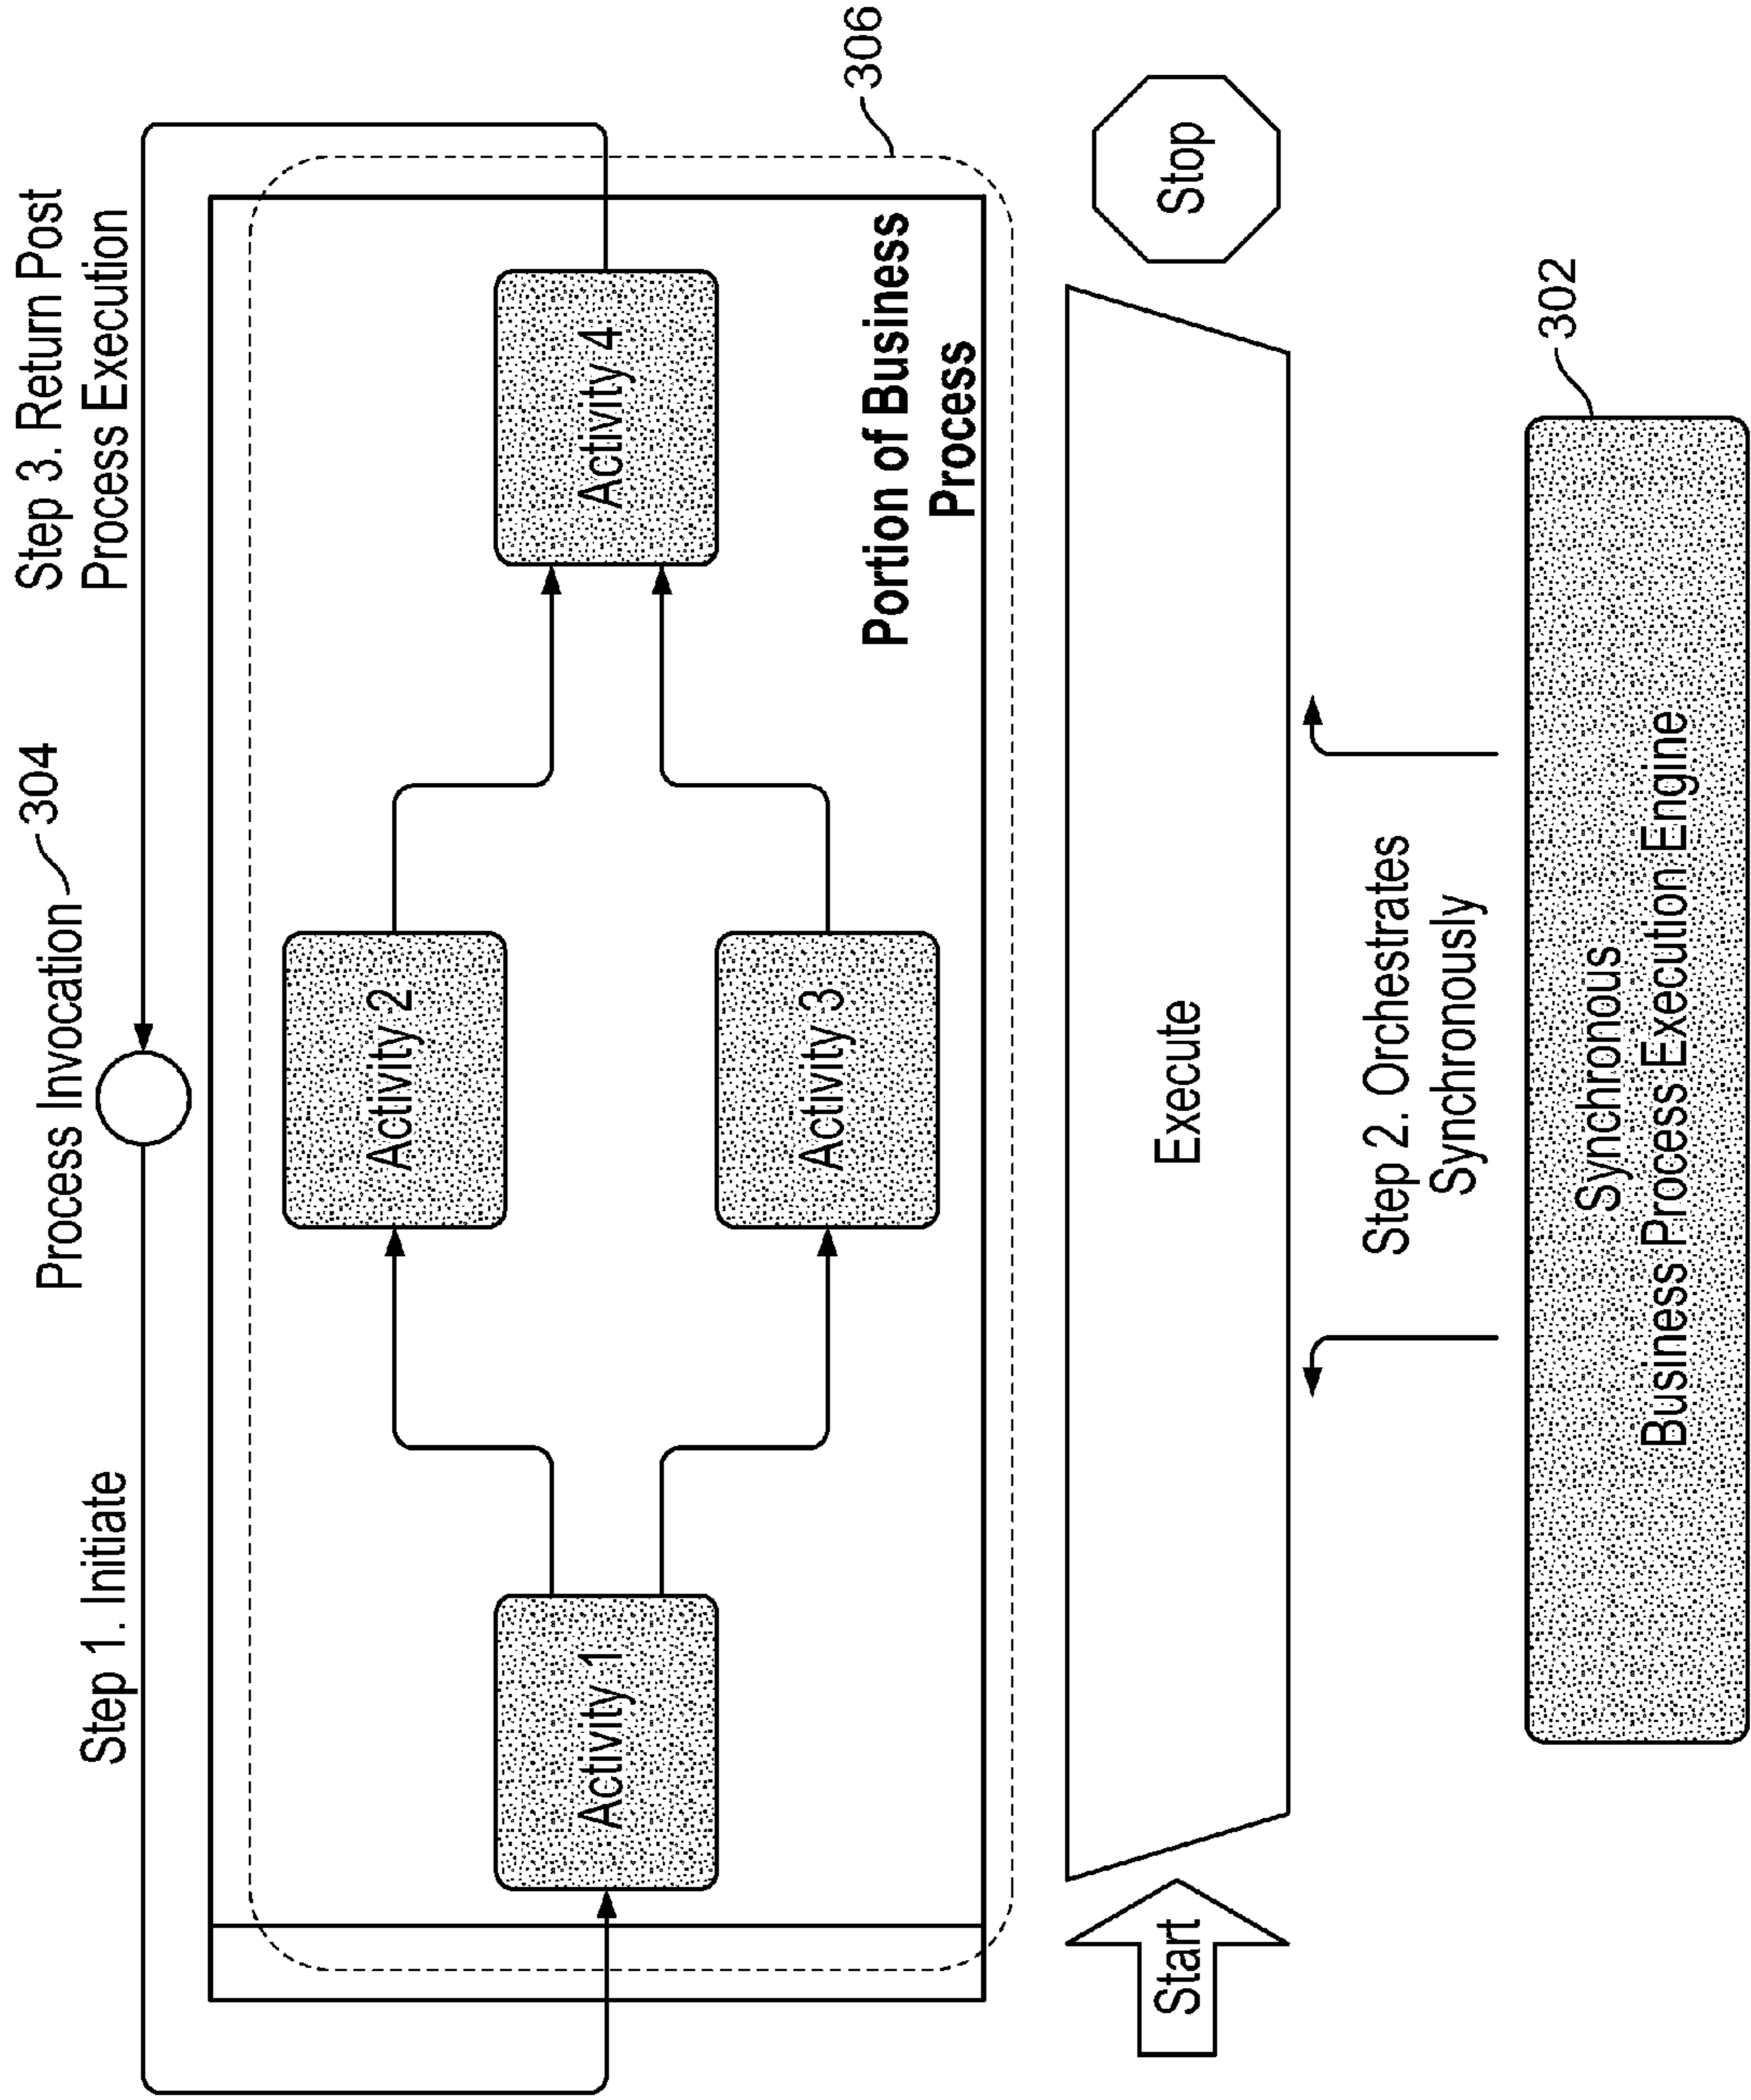 Process Invocation
304
Step 1. Initiate
Step 3. Return Post
Process Execution
Activity 2
Activity 1
Activity 4
Activity 3
Portion of Business
Process
306
Start
Execute
Stop
Step 2. Orchestrates
Synchronously
302
Synchronous
Business Process Execution Engine